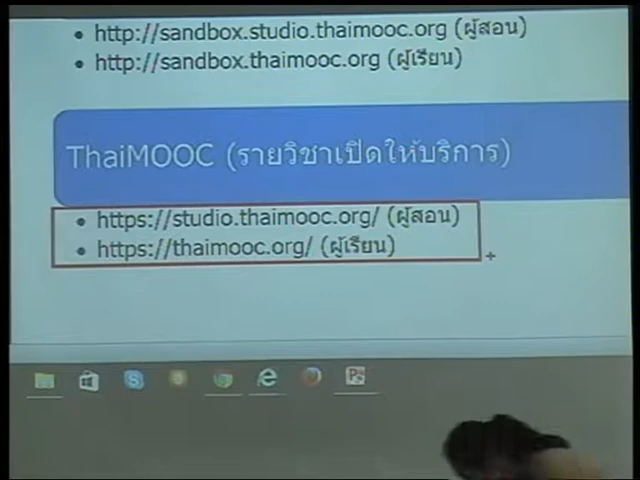 • http://sandbox.studio.thaimooc.org (ผู้สอน)
• http://sandbox.thaimooc.org (ผู้เรียน)
ThaiMOOC (รายวิชาเปิดให้บริการ)
• https://studio.thaimooc.org/ (ผู้สอน)
• https://thaimooc.org/ (ผู้เรียน)